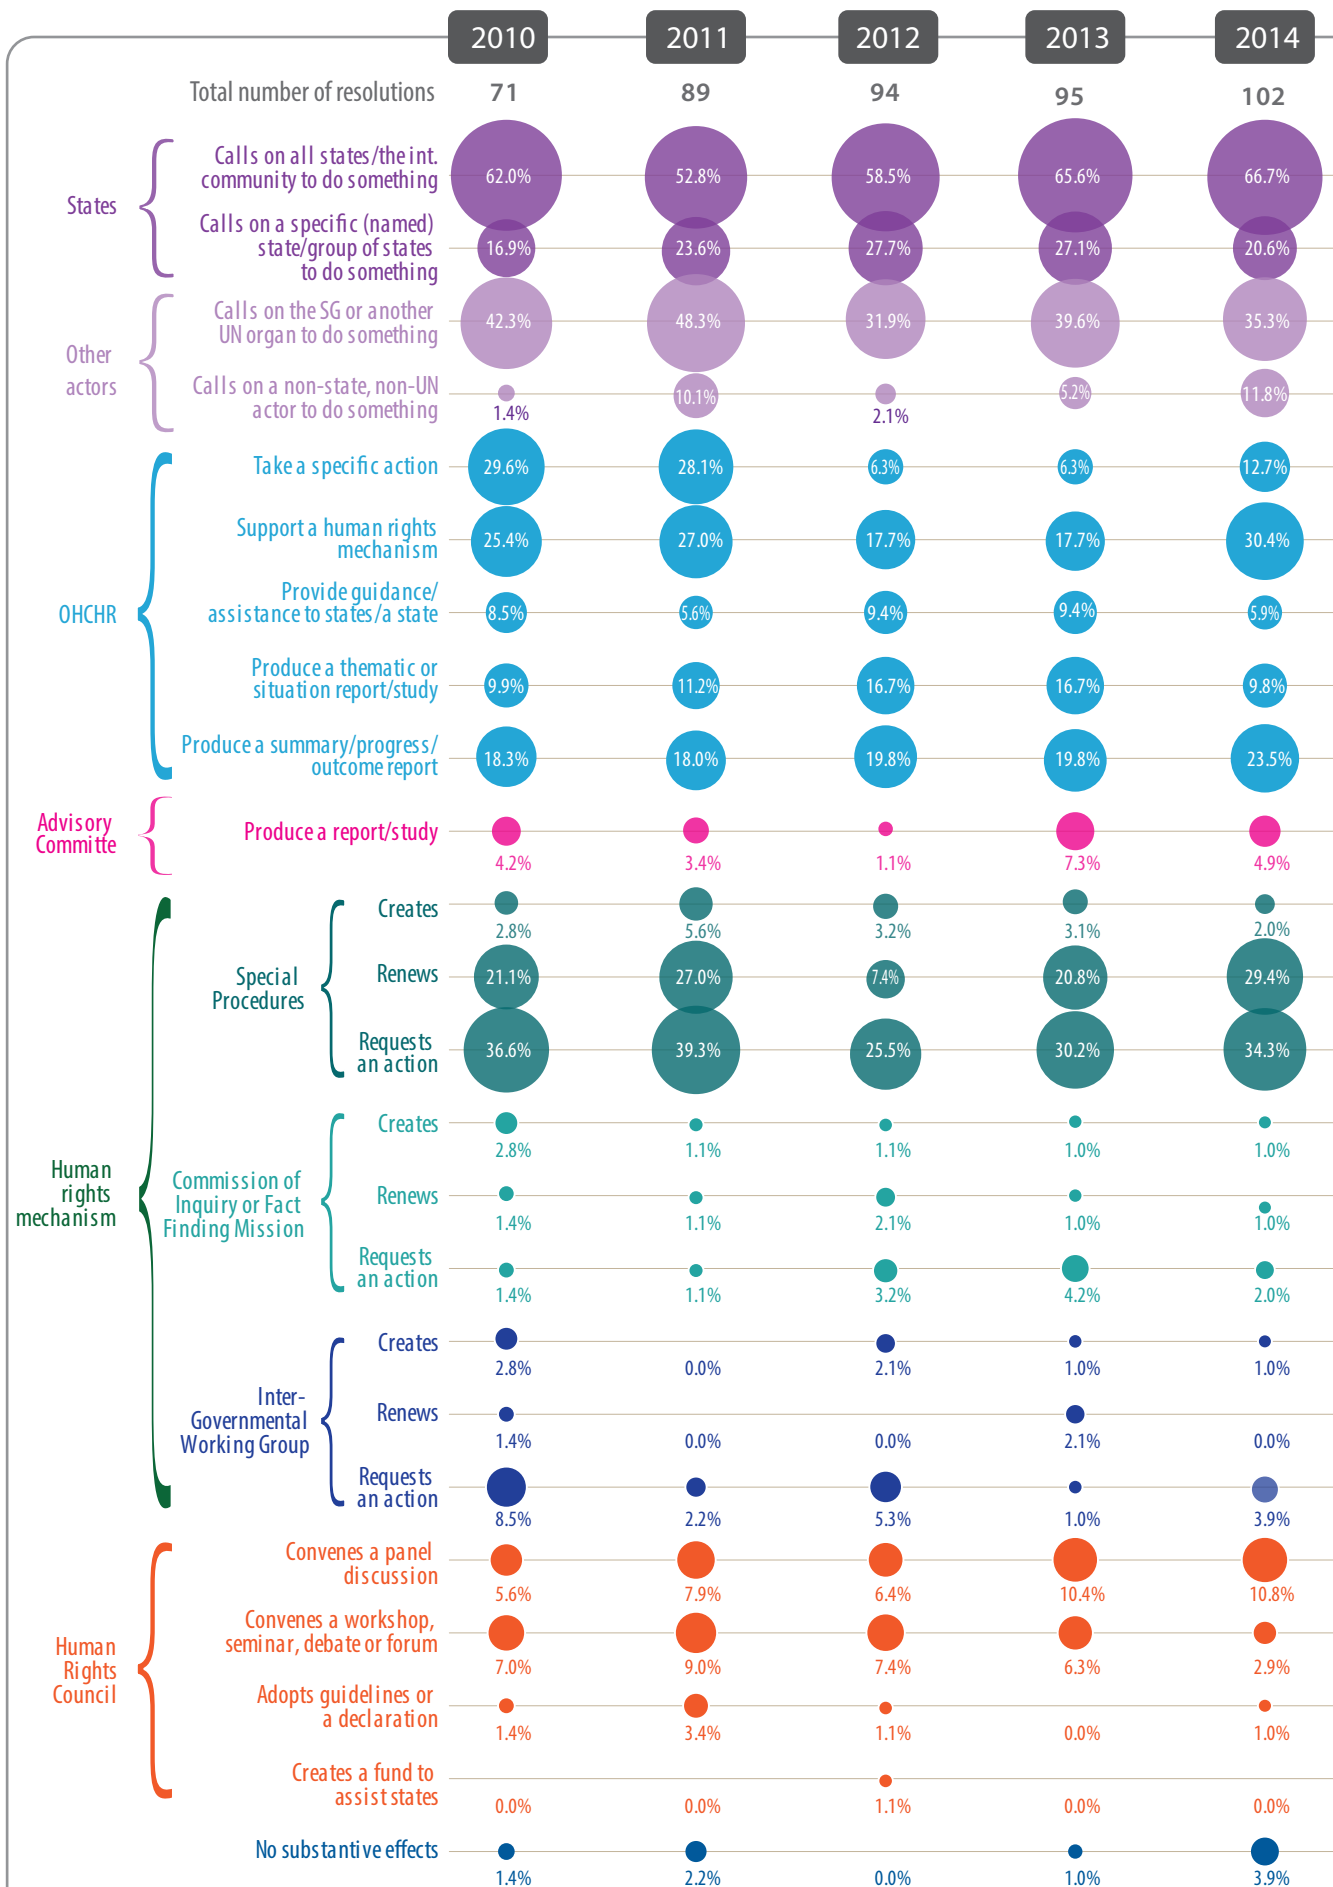 2010 2011 2012 2013 2014
Total number of resolutions 71 89 94 95 102
States
Calls on all states/the int.
community to do something
62.0% 52.8% 58.5% 65.6% 66.7%
Calls on a specific (named)
state/group of states
to do something
16.9% 23.6% 27.7% 27.1% 20.6%
Other
actors
Calls on the SG or another
UN organ to do something
42.3% 48.3% 31.9% 39.6% 35.3%
Calls on a non-state, non-UN
actor to do something
1.4% 10.1% 2.1% 5.2% 11.8%
OHCHR
Take a specific action
29.6% 28.1% 6.3% 6.3% 12.7%
Support a human rights
mechanism
25.4% 27.0% 17.7% 17.7% 30.4%
Provide guidance/
assistance to states/a state
8.5% 5.6% 9.4% 9.4% 5.9%
Produce a thematic or
situation report/study
9.9% 11.2% 16.7% 16.7% 9.8%
Produce a summary/progress/
outcome report
18.3% 18.0% 19.8% 19.8% 23.5%
Advisory
Committe
Produce a report/study
4.2% 3.4% 1.1% 7.3% 4.9%
Human
rights
mechanism
Special
Procedures
Creates
2.8% 5.6% 3.2% 3.1% 2.0%
Renews
21.1% 27.0% 7.4% 20.8% 29.4%
Requests
an action
36.6% 39.3% 25.5% 30.2% 34.3%
Commission of
Inquiry or Fact
Finding Mission
Creates
2.8% 1.1% 1.1% 1.0% 1.0%
Renews
1.4% 1.1% 2.1% 1.0% 1.0%
Requests
an action
1.4% 1.1% 3.2% 4.2% 2.0%
Inter-
Governmental
Working Group
Creates
2.8% 0.0% 2.1% 1.0% 1.0%
Renews
1.4% 0.0% 0.0% 2.1% 0.0%
Requests
an action
8.5% 2.2% 5.3% 1.0% 3.9%
Human
Rights
Council
Convenes a panel
discussion
5.6% 7.9% 6.4% 10.4% 10.8%
Convenes a workshop,
seminar, debate or forum
7.0% 9.0% 7.4% 6.3% 2.9%
Adopts guidelines or
a declaration
1.4% 3.4% 1.1% 0.0% 1.0%
Creates a fund to
assist states
0.0% 0.0% 1.1% 0.0% 0.0%
No substantive effects
1.4% 2.2% 0.0% 1.0% 3.9%